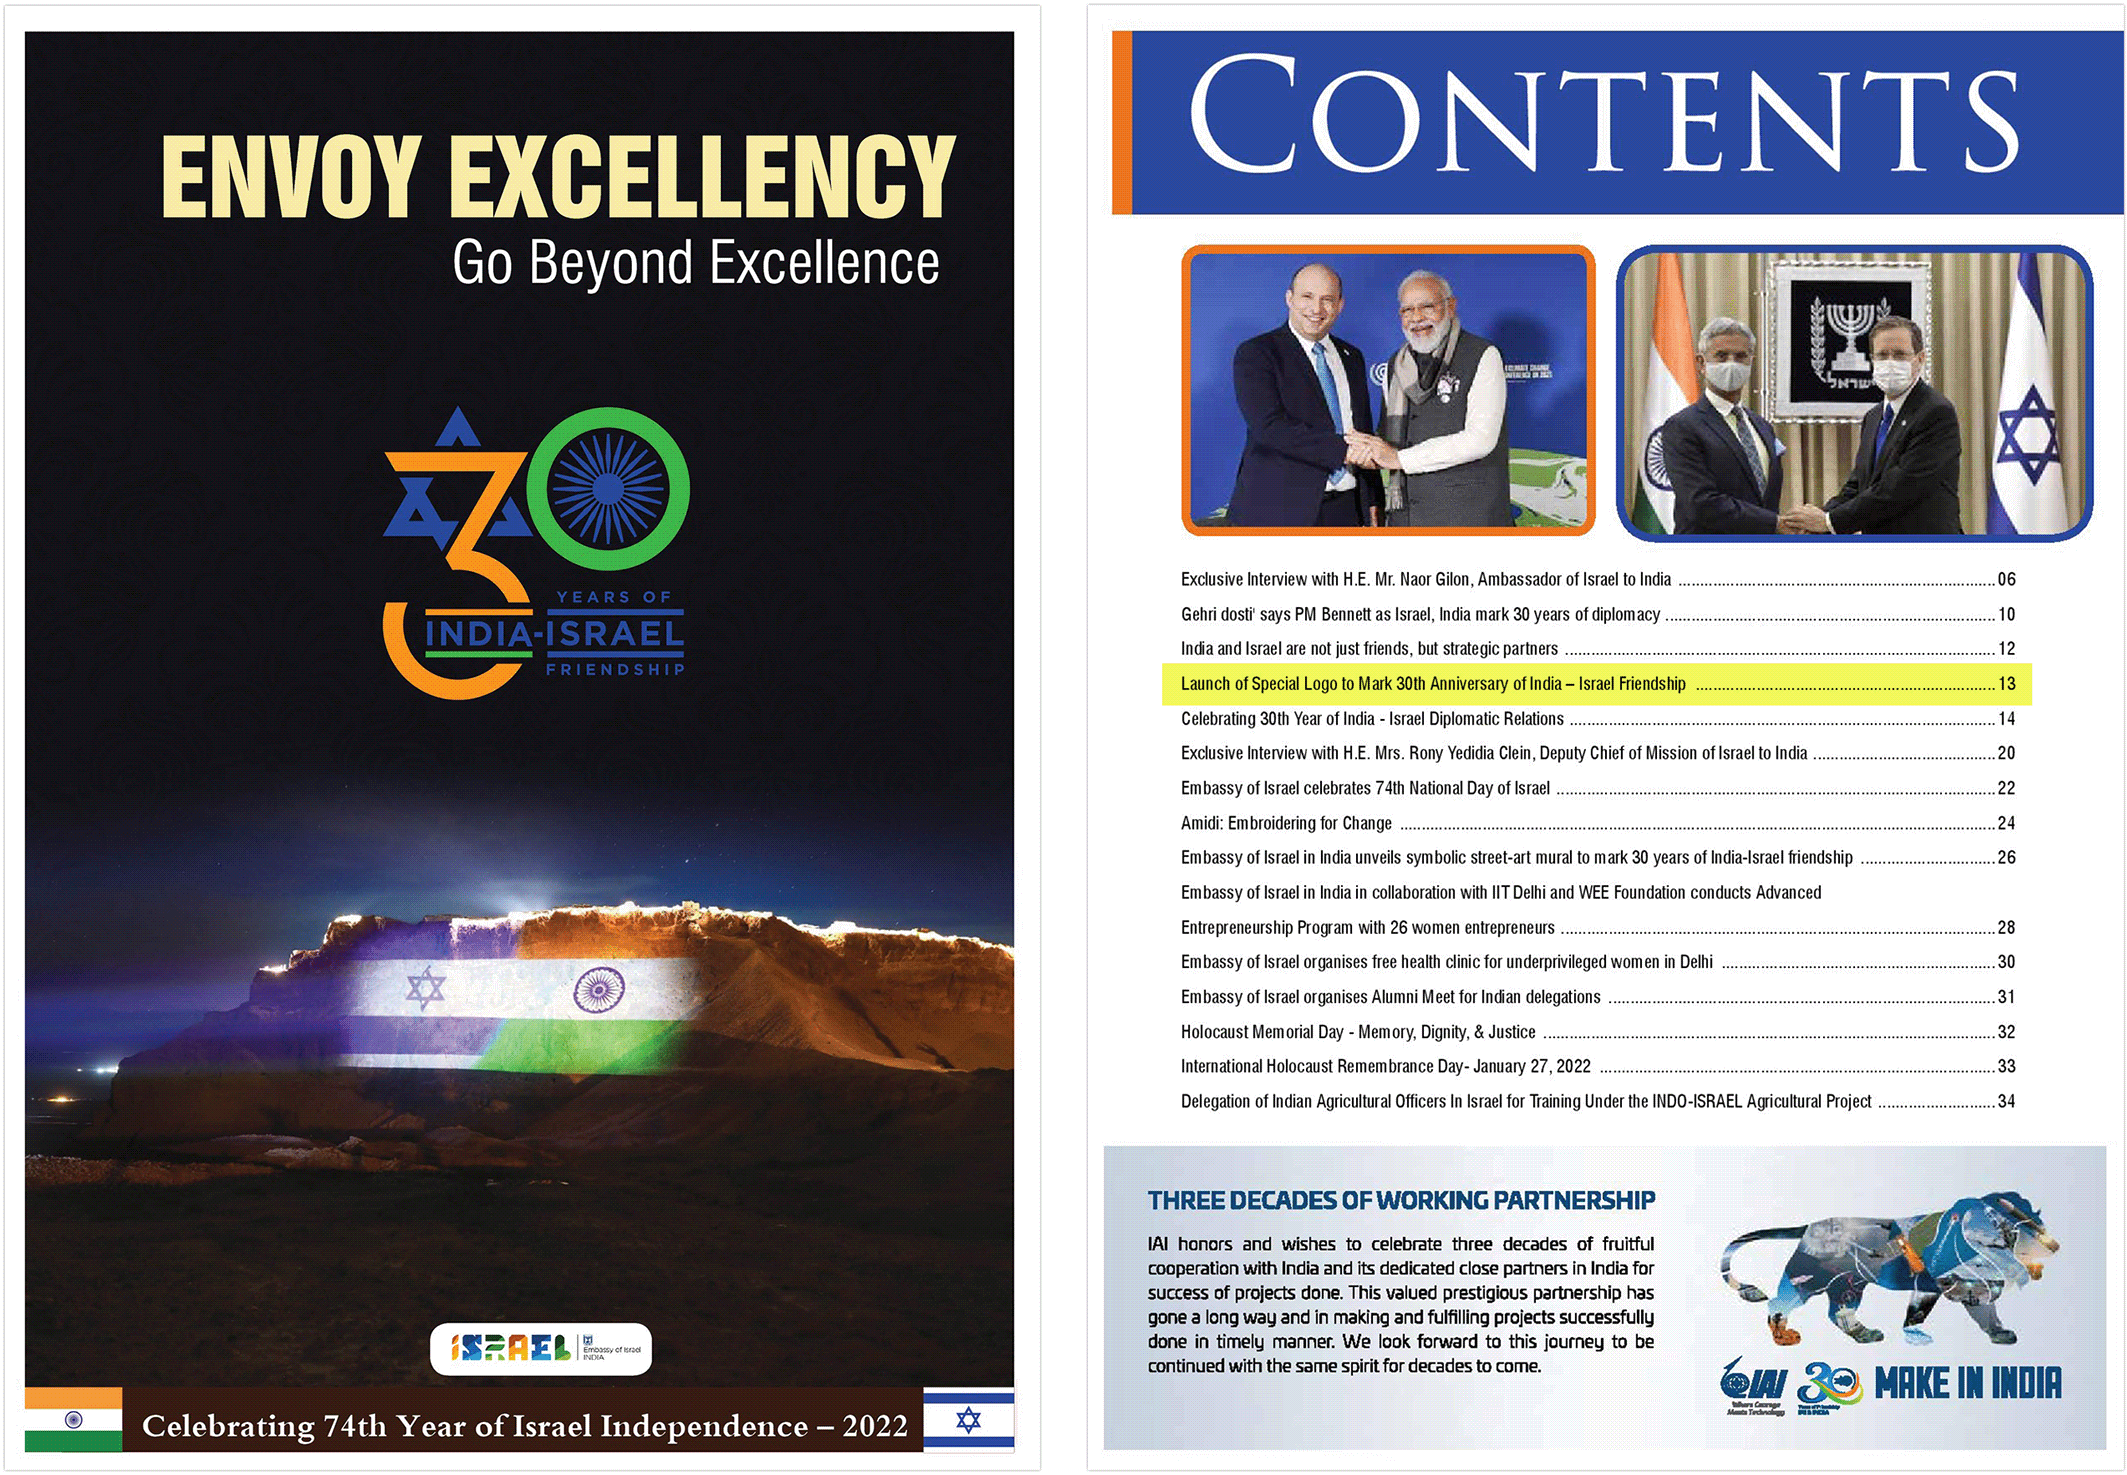 ENVOY EXCELLENCY
Go Beyond Excellence
30
YEARS OF
INDIA-ISRAEL
FRIENDSHIP
ISRAEL
Embassy of Israel
INDIA
Celebrating 74th Year of Israel Independence – 2022
CONTENTS
ישראל
Exclusive Interview with H.E. Mr. Naor Gilon, Ambassador of Israel to India ........ 06
Gehri dosti' says PM Bennett as Israel, India mark 30 years of diplomacy ........ 10
India and Israel are not just friends, but strategic partners ........ 12
Launch of Special Logo to Mark 30th Anniversary of India – Israel Friendship ........ 13
Celebrating 30th Year of India - Israel Diplomatic Relations ........ 14
Exclusive Interview with H.E. Mrs. Rony Yedidia Clein, Deputy Chief of Mission of Israel to India ........ 20
Embassy of Israel celebrates 74th National Day of Israel ........ 22
Amidi: Embroidering for Change ........ 24
Embassy of Israel in India unveils symbolic street-art mural to mark 30 years of India-Israel friendship ........ 26
Embassy of Israel in India in collaboration with IIT Delhi and WEE Foundation conducts Advanced
Entrepreneurship Program with 26 women entrepreneurs ........ 28
Embassy of Israel organises free health clinic for underprivileged women in Delhi ........ 30
Embassy of Israel organises Alumni Meet for Indian delegations ........ 31
Holocaust Memorial Day - Memory, Dignity, & Justice ........ 32
International Holocaust Remembrance Day- January 27, 2022 ........ 33
Delegation of Indian Agricultural Officers In Israel for Training Under the INDO-ISRAEL Agricultural Project ........ 34
THREE DECADES OF WORKING PARTNERSHIP
IAI honors and wishes to celebrate three decades of fruitful
cooperation with India and its dedicated close partners in India for
success of projects done. This valued prestigious partnership has
gone a long way and in making and fulfilling projects successfully
done in timely manner. We look forward to this journey to be
continued with the same spirit for decades to come.
IAI
Where Courage
Meets Technology
30
Years of Friendship
IAI & INDIA
MAKE IN INDIA